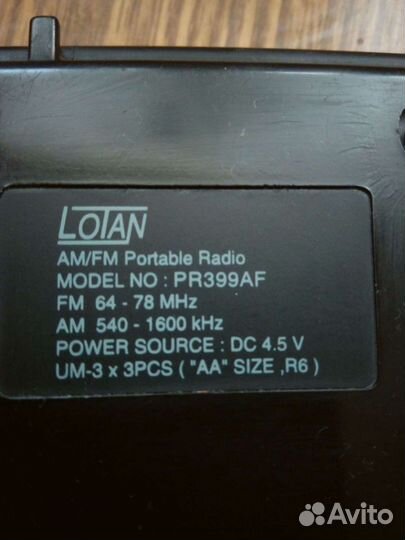 LOTAN
AM/FM Portable Radio
MODEL NO : PR399AF
FM 64 - 78 MHz
AM 540 - 1600 kHz
POWER SOURCE : DC 4.5 V
UM-3 x 3PCS ( "AA" SIZE ,R6 )
Avito